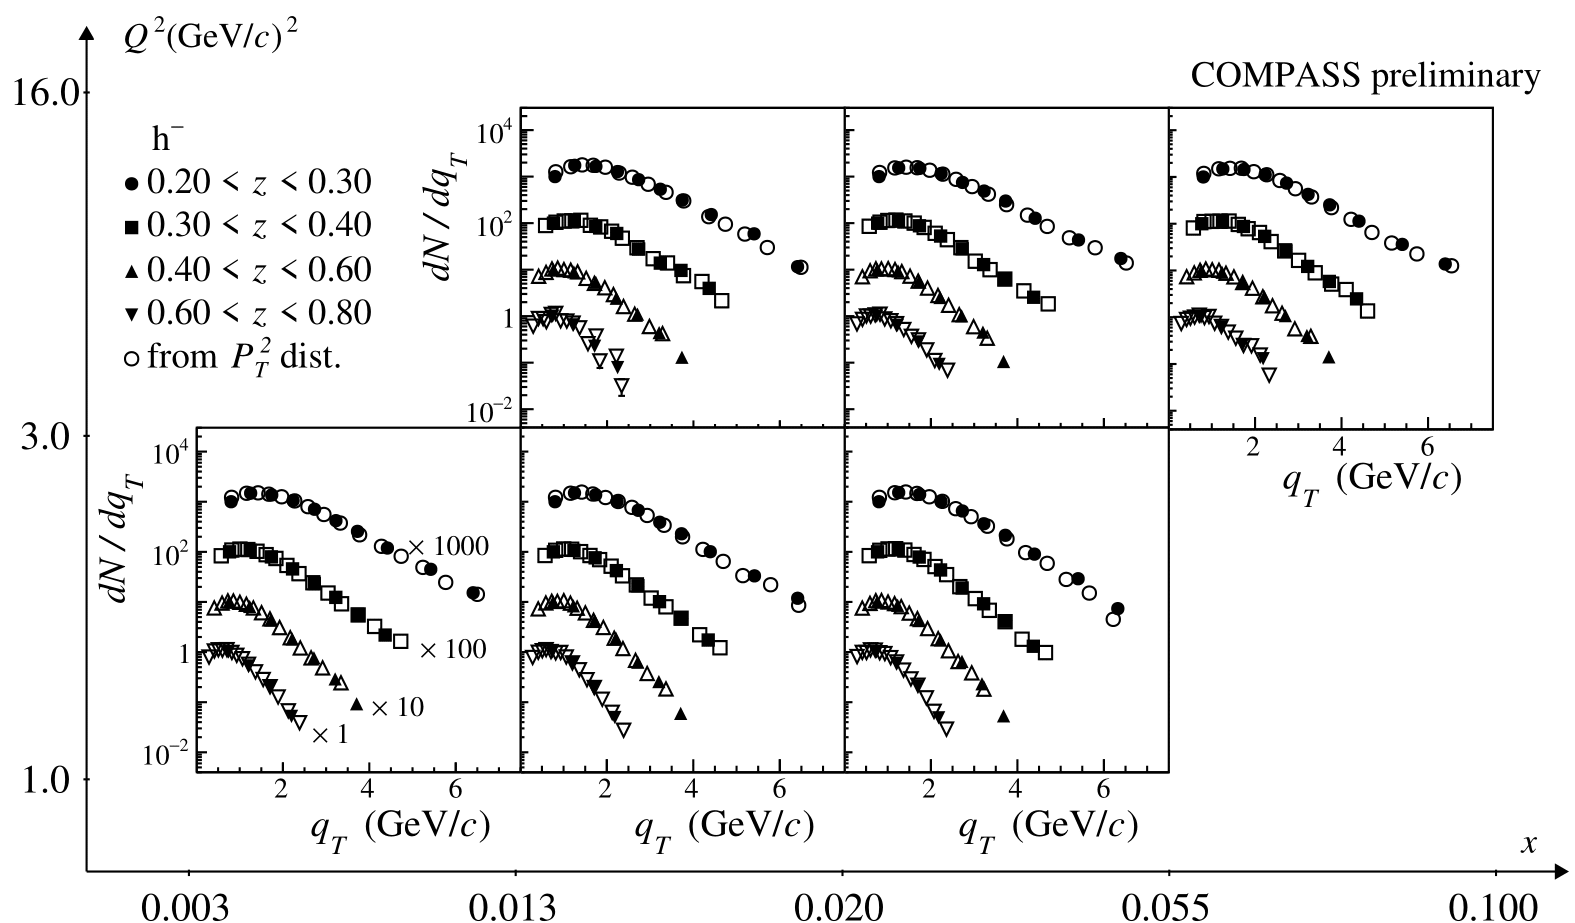 Q²(GeV/c)²
COMPASS preliminary
16.0
h⁻
0.20 < z < 0.30
0.30 < z < 0.40
0.40 < z < 0.60
0.60 < z < 0.80
from P_T² dist.
dN / dq_T
10⁴
10²
1
10⁻²
2 4 6
q_T (GeV/c)
3.0
dN / dq_T
10⁴
10²
1
10⁻²
× 1000
× 100
× 10
× 1
1.0
2 4 6 2 4 6 2 4 6
q_T (GeV/c) q_T (GeV/c) q_T (GeV/c)
x
0.003 0.013 0.020 0.055 0.100